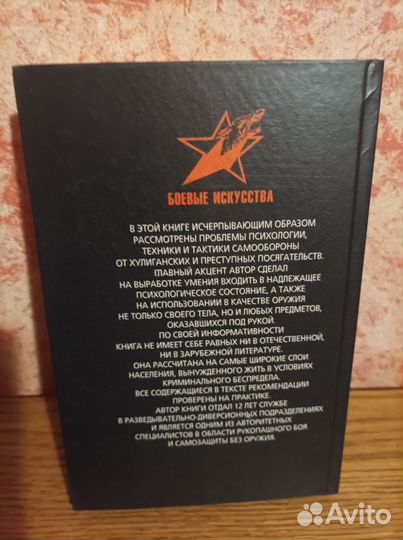 БОЕВЫЕ ИСКУССТВА
В ЭТОЙ КНИГЕ ИСЧЕРПЫВАЮЩИМ ОБРАЗОМ
РАССМОТРЕНЫ ПРОБЛЕМЫ ПСИХОЛОГИИ,
ТЕХНИКИ И ТАКТИКИ САМООБОРОНЫ
ОТ ХУЛИГАНСКИХ И ПРЕСТУПНЫХ ПОСЯГАТЕЛЬСТВ.
ГЛАВНЫЙ АКЦЕНТ АВТОР СДЕЛАЛ
НА ВЫРАБОТКЕ УМЕНИЯ ВХОДИТЬ В НАДЛЕЖАЩЕЕ
ПСИХОЛОГИЧЕСКОЕ СОСТОЯНИЕ, А ТАКЖЕ
НА ИСПОЛЬЗОВАНИИ В КАЧЕСТВЕ ОРУЖИЯ
НЕ ТОЛЬКО СВОЕГО ТЕЛА, НО И ЛЮБЫХ ПРЕДМЕТОВ,
ОКАЗАВШИХСЯ ПОД РУКОЙ.
ПО СВОЕЙ ИНФОРМАТИВНОСТИ
КНИГА НЕ ИМЕЕТ СЕБЕ РАВНЫХ НИ В ОТЕЧЕСТВЕННОЙ,
НИ В ЗАРУБЕЖНОЙ ЛИТЕРАТУРЕ.
ОНА РАССЧИТАНА НА САМЫЕ ШИРОКИЕ СЛОИ
НАСЕЛЕНИЯ, ВЫНУЖДЕННОГО ЖИТЬ В УСЛОВИЯХ
КРИМИНАЛЬНОГО БЕСПРЕДЕЛА.
ВСЕ СОДЕРЖАЩИЕСЯ В ТЕКСТЕ РЕКОМЕНДАЦИИ
ПРОВЕРЕНЫ НА ПРАКТИКЕ.
АВТОР КНИГИ ОТДАЛ 12 ЛЕТ СЛУЖБЕ
В РАЗВЕДЫВАТЕЛЬНО-ДИВЕРСИОННЫХ ПОДРАЗДЕЛЕНИЯХ
И ЯВЛЯЕТСЯ ОДНИМ ИЗ АВТОРИТЕТНЫХ
СПЕЦИАЛИСТОВ В ОБЛАСТИ РУКОПАШНОГО БОЯ
И САМОЗАЩИТЫ БЕЗ ОРУЖИЯ.
Avito